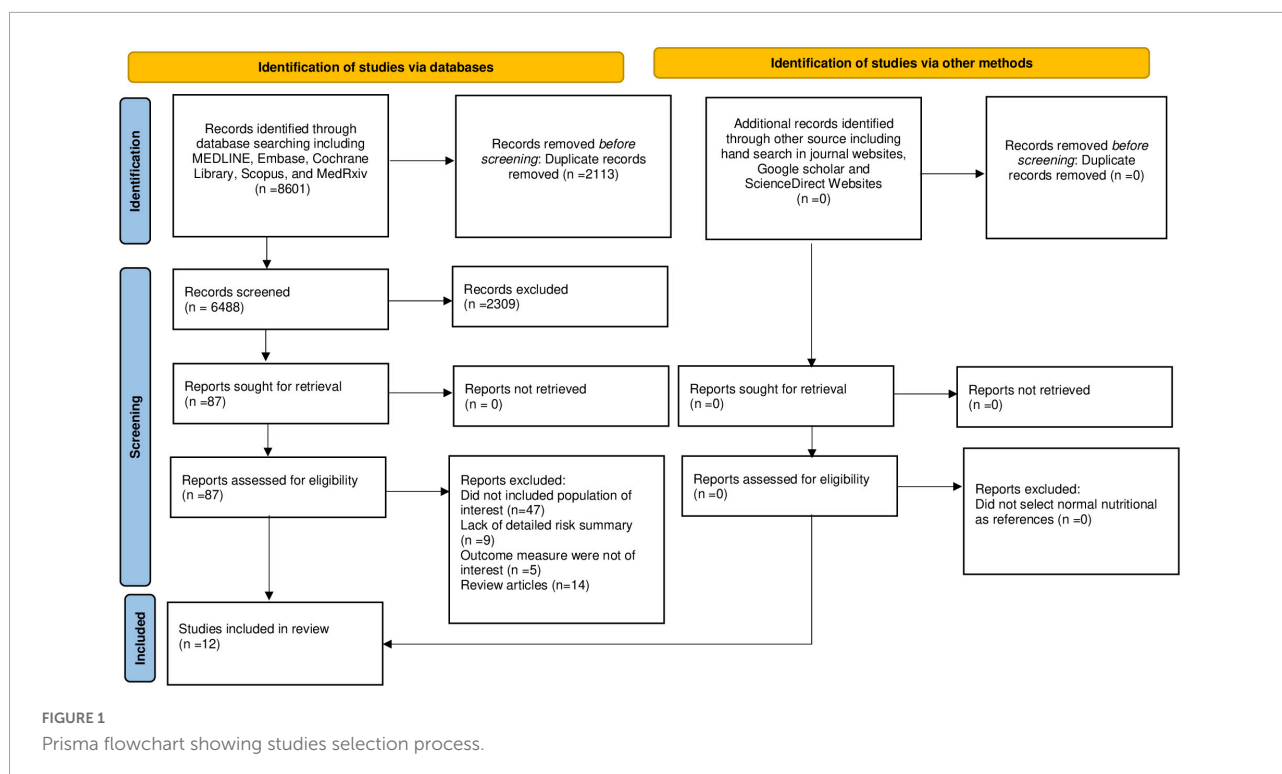 Identification of studies via databases
Identification of studies via other methods
Identification
Records identified through
database searching including
MEDLINE, Embase, Cochrane
Library, Scopus, and MedRxiv
(n =8601)
Records removed before
screening: Duplicate records
removed (n =2113)
Additional records identified
through other source including
hand search in journal websites,
Google scholar and
ScienceDirect Websites
(n =0)
Records removed before
screening: Duplicate
records removed (n =0)
Screening
Records screened
(n = 6488)
Records excluded
(n =2309)
Reports sought for retrieval
(n =87)
Reports not retrieved
(n = 0)
Reports sought for retrieval
(n =0)
Reports not retrieved
(n =0)
Reports assessed for eligibility
(n =87)
Reports excluded:
Did not included population of
interest (n=47)
Lack of detailed risk summary
(n =9)
Outcome measure were not of
interest (n =5)
Review articles (n=14)
Reports assessed for eligibility
(n =0)
Reports excluded:
Did not select normal nutritional
as references (n =0)
Included
Studies included in review
(n =12)
FIGURE 1
Prisma flowchart showing studies selection process.